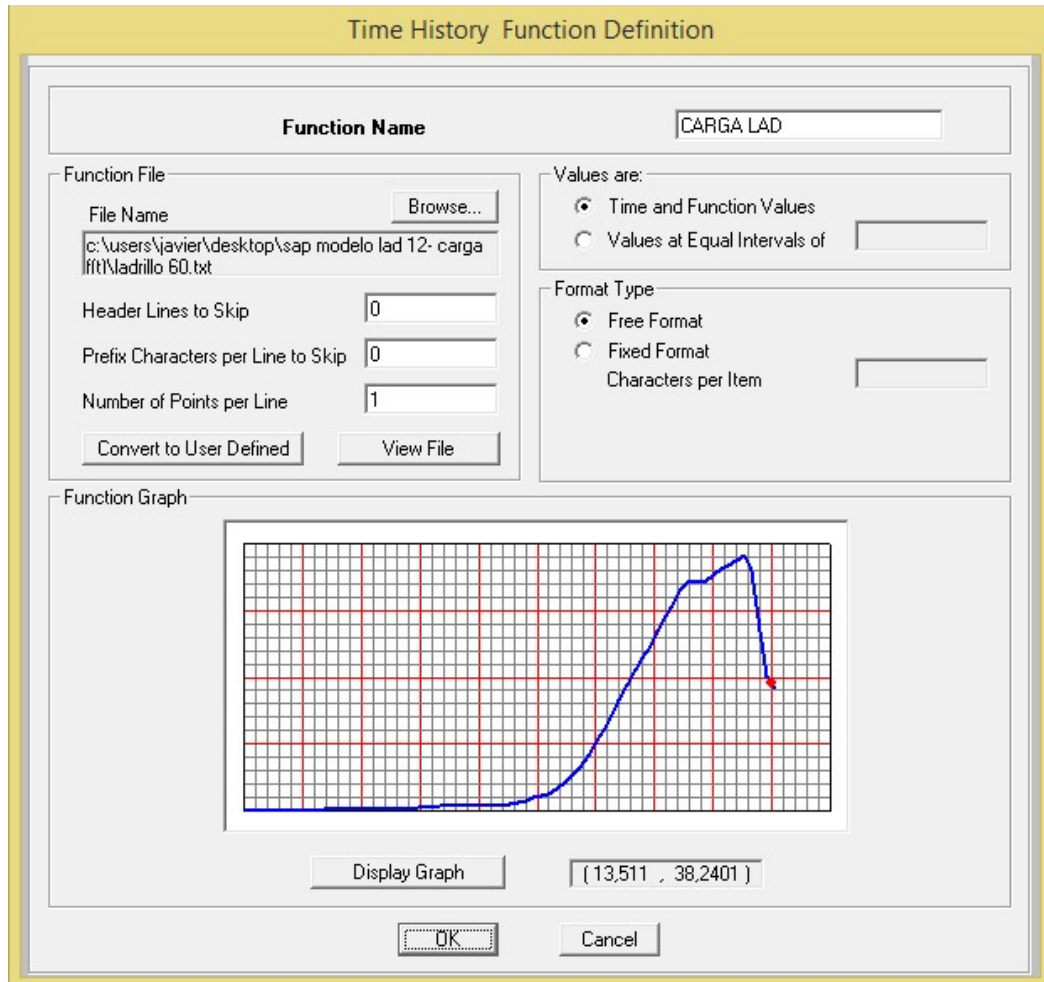 Time History Function Definition
Function Name
CARGA LAD
Function File
File Name
Browse...
c:\users\javier\desktop\sap modelo lad 12- carga
f(t)\ladrillo 60.txt
Header Lines to Skip
0
Prefix Characters per Line to Skip
0
Number of Points per Line
1
Convert to User Defined
View File
Values are:
Time and Function Values
Values at Equal Intervals of
Format Type
Free Format
Fixed Format
Characters per Item
Function Graph
Display Graph
( 13,511 , 38,2401 )
OK
Cancel